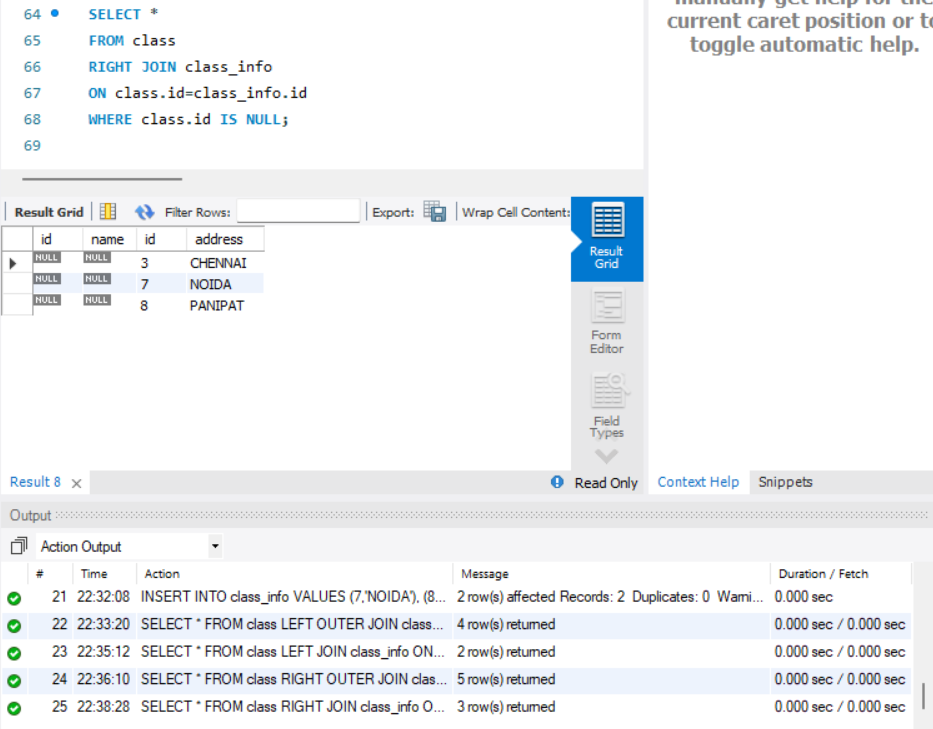 manually get help for the
current caret position or to
toggle automatic help.
64 SELECT *
65 FROM class
66 RIGHT JOIN class_info
67 ON class.id=class_info.id
68 WHERE class.id IS NULL;
69
Result Grid Filter Rows: Export: Wrap Cell Content:
id name id address
NULL NULL 3 CHENNAI
NULL NULL 7 NOIDA
NULL NULL 8 PANIPAT
Result
Grid
Form
Editor
Field
Types
Result 8 × Read Only Context Help Snippets
Output
Action Output
# Time Action Message Duration / Fetch
21 22:32:08 INSERT INTO class_info VALUES (7,'NOIDA'), (8... 2 row(s) affected Records: 2 Duplicates: 0 Warni... 0.000 sec
22 22:33:20 SELECT * FROM class LEFT OUTER JOIN class... 4 row(s) returned 0.000 sec / 0.000 sec
23 22:35:12 SELECT * FROM class LEFT JOIN class_info ON... 2 row(s) returned 0.000 sec / 0.000 sec
24 22:36:10 SELECT * FROM class RIGHT OUTER JOIN clas... 5 row(s) returned 0.000 sec / 0.000 sec
25 22:38:28 SELECT * FROM class RIGHT JOIN class_info O... 3 row(s) returned 0.000 sec / 0.000 sec